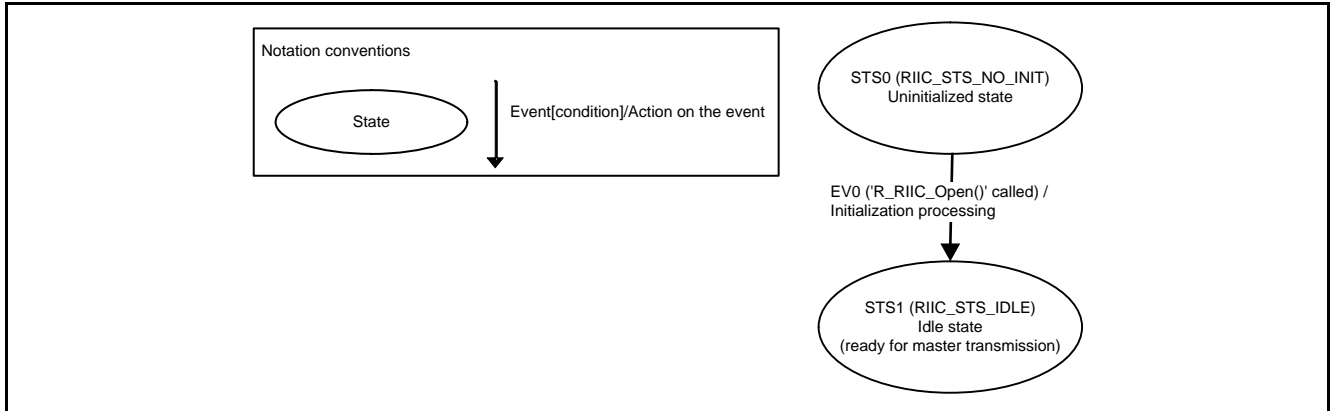 Notation conventions
State
Event[condition]/Action on the event
STS0 (RIIC_STS_NO_INIT)
Uninitialized state
EV0 ('R_RIIC_Open()' called) /
Initialization processing
STS1 (RIIC_STS_IDLE)
Idle state
(ready for master transmission)